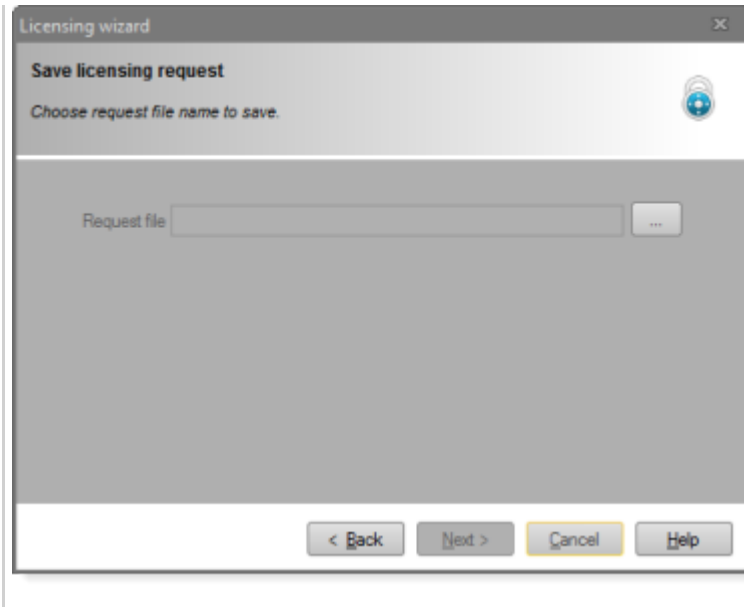 Licensing wizard
Save licensing request
Choose request file name to save.
Request file
...
< Back Next > Cancel Help